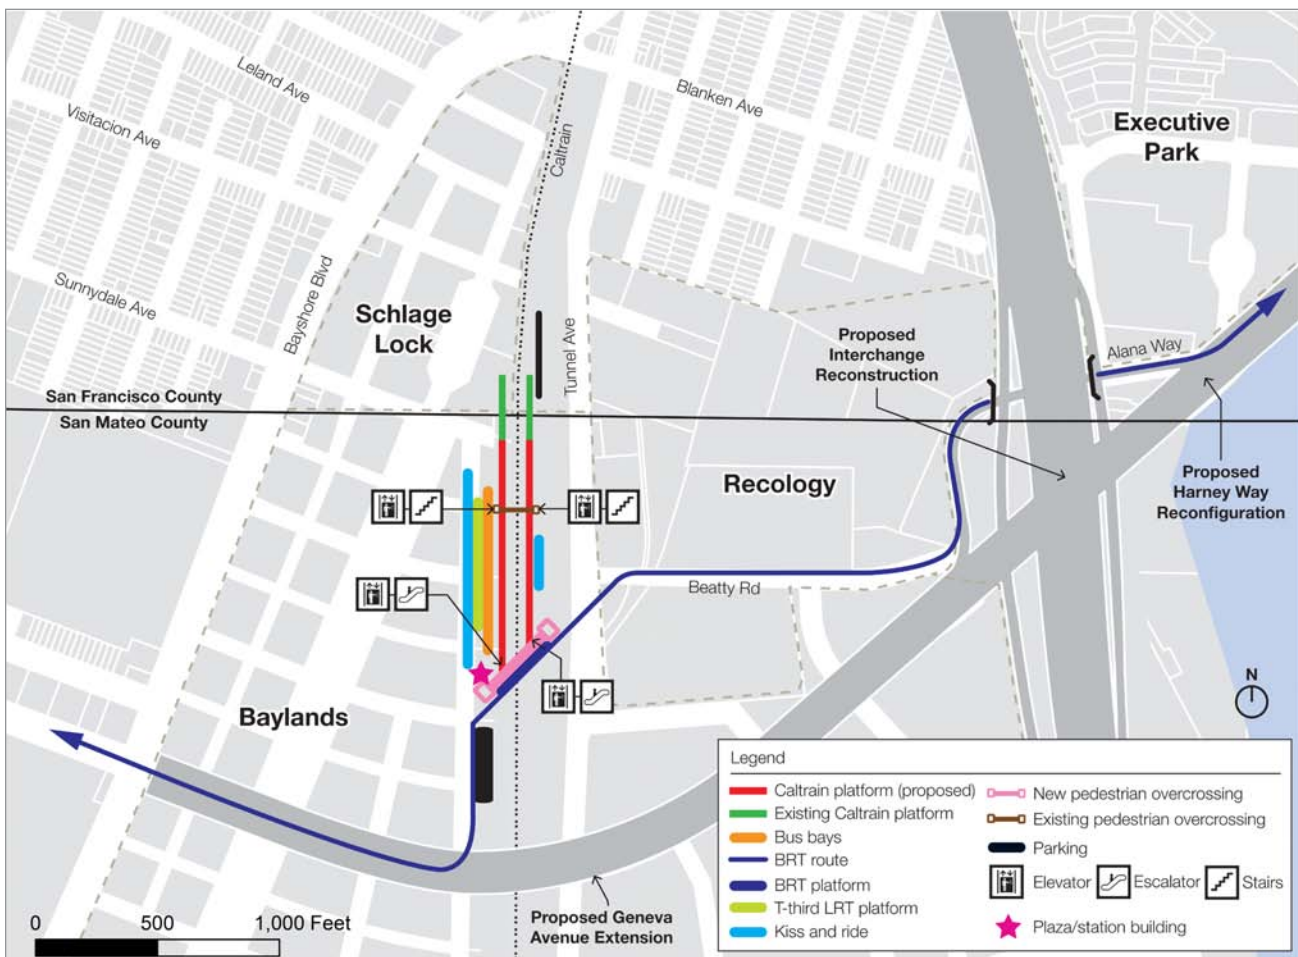 Leland Ave
Visitacion Ave
Sunnydale Ave
Bayshore Blvd
Caltrain
Tunnel Ave
Blanken Ave
Executive
Park
Schlage
Lock
San Francisco County
San Mateo County
Proposed
Interchange
Reconstruction
Alana Way
Proposed
Harney Way
Reconfiguration
Recology
Beatty Rd
Baylands
N
Proposed Geneva
Avenue Extension
0 500 1,000 Feet
Legend
Caltrain platform (proposed)
Existing Caltrain platform
Bus bays
BRT route
BRT platform
T-third LRT platform
Kiss and ride
New pedestrian overcrossing
Existing pedestrian overcrossing
Parking
Elevator Escalator Stairs
Plaza/station building